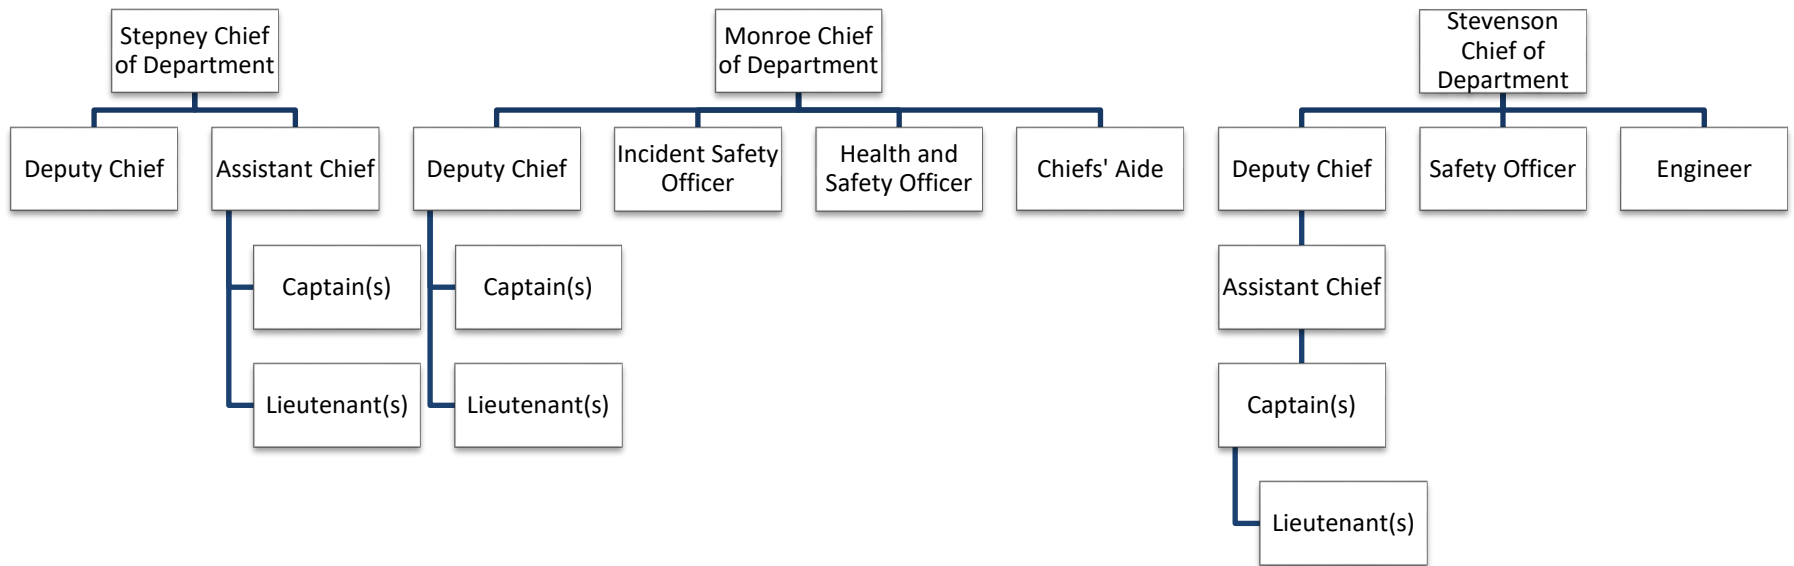 Stepney Chief
of Department
Monroe Chief
of Department
Stevenson
Chief of
Department
Deputy Chief
Assistant Chief
Deputy Chief
Incident Safety
Officer
Health and
Safety Officer
Chiefs' Aide
Deputy Chief
Safety Officer
Engineer
Captain(s)
Captain(s)
Assistant Chief
Lieutenant(s)
Lieutenant(s)
Captain(s)
Lieutenant(s)